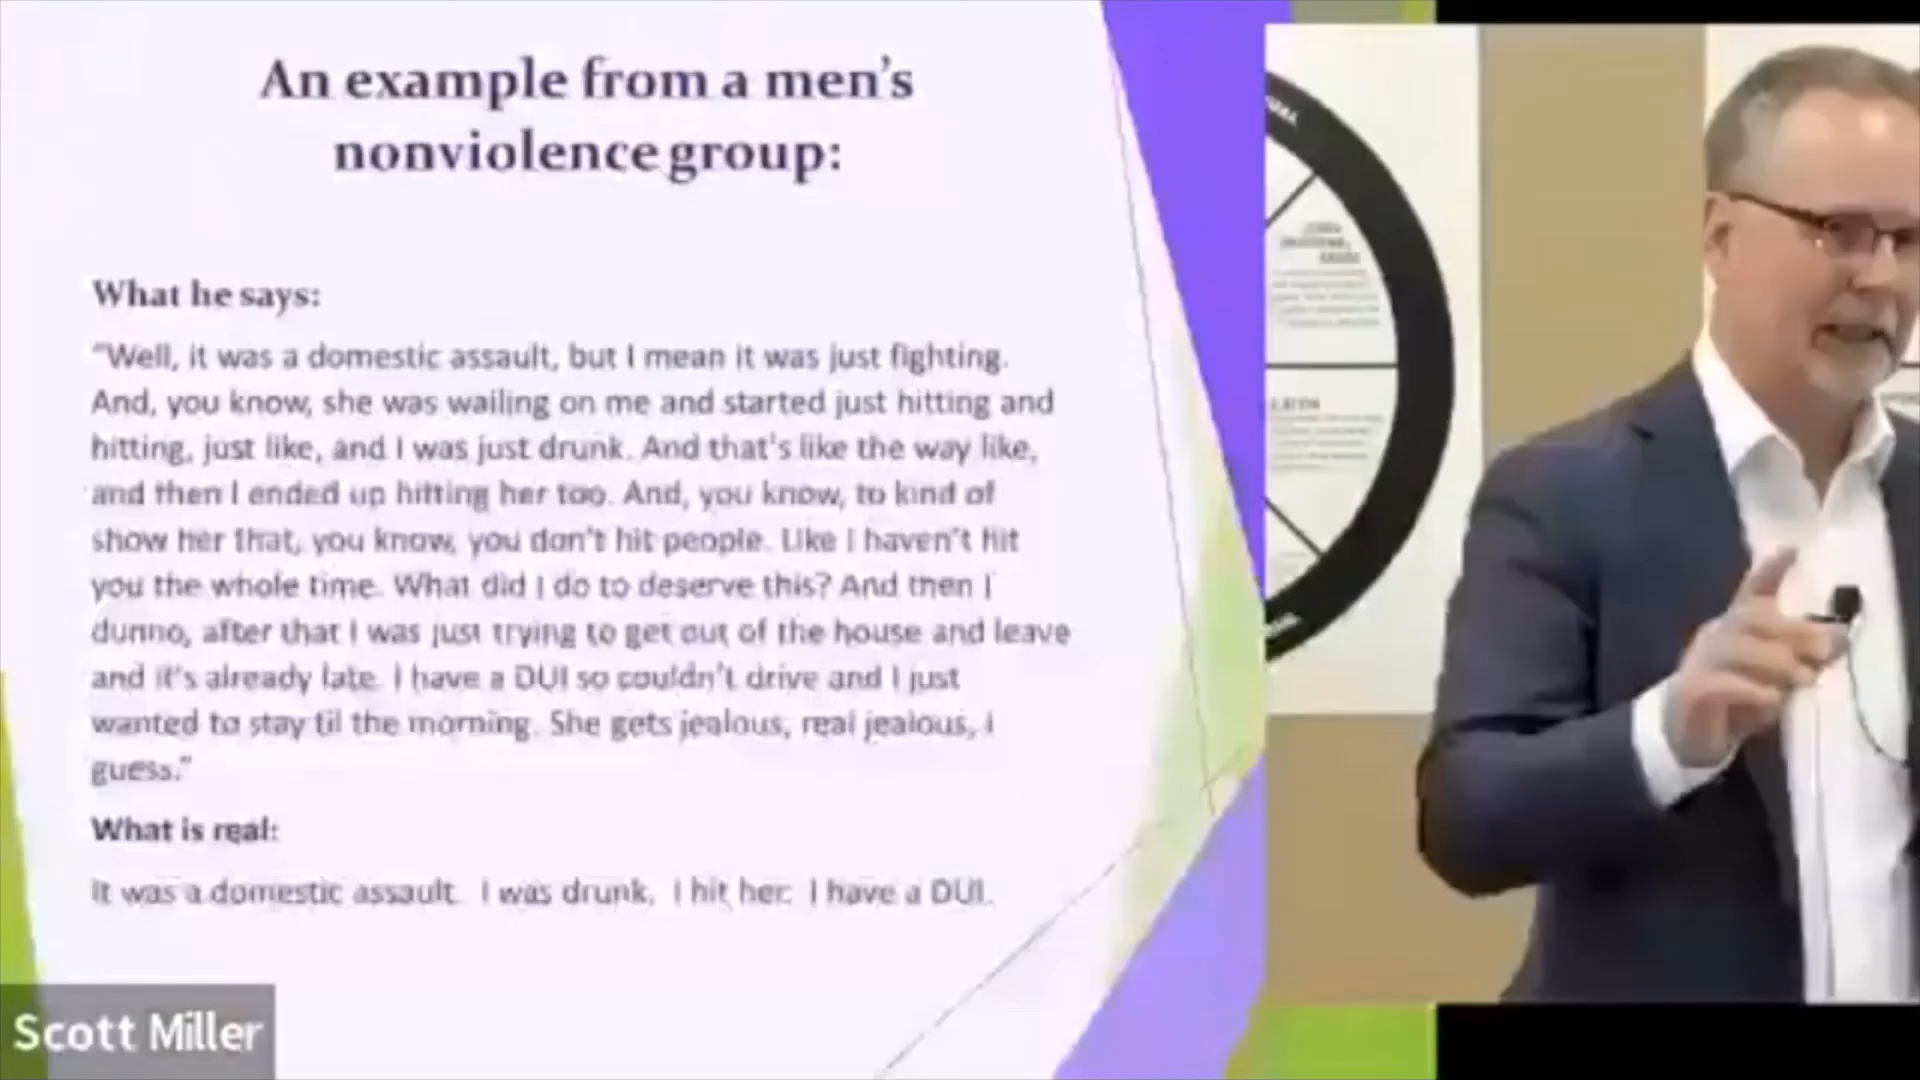 An example from a men's
nonviolence group:
What he says:
"Well, it was a domestic assault, but I mean it was just fighting.
And, you know, she was wailing on me and started just hitting and
hitting, just like, and I was just drunk. And that's like the way like,
and then I ended up hitting her too. And, you know, to kind of
show her that, you know, you don't hit people. Like I haven't hit
you the whole time. What did I do to deserve this? And then I
dunno, after that I was just trying to get out of the house and leave
and it's already late. I have a DUI so couldn't drive and I just
wanted to stay til the morning. She gets jealous, real jealous, I
guess."
What is real:
It was a domestic assault. I was drunk. I hit her. I have a DUI.
Scott Miller